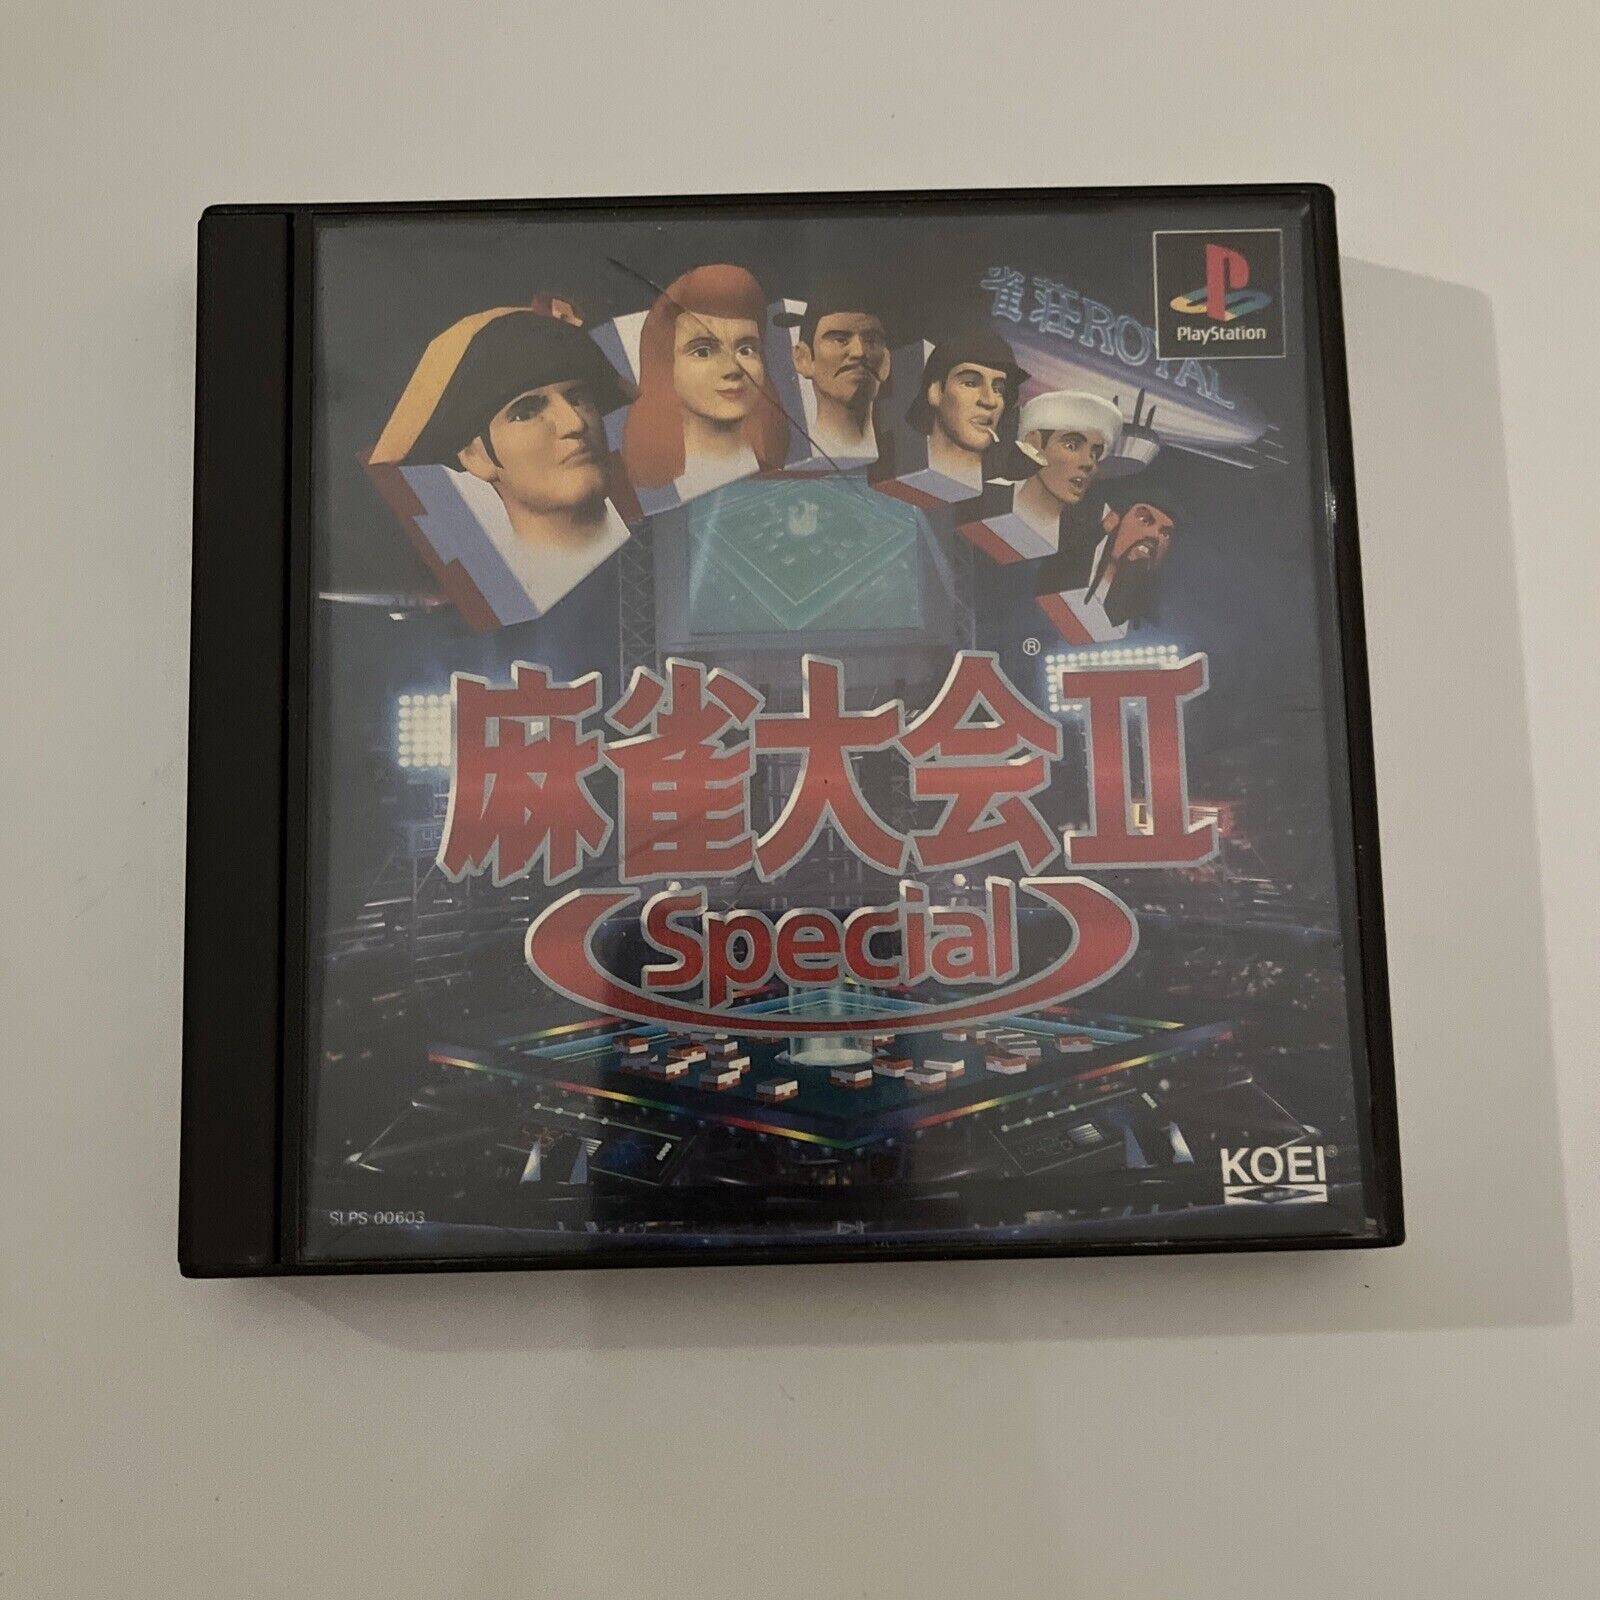 雀荘ROYAL
PlayStation
麻雀大会II®
Special
KOEI®
SLPS 00603